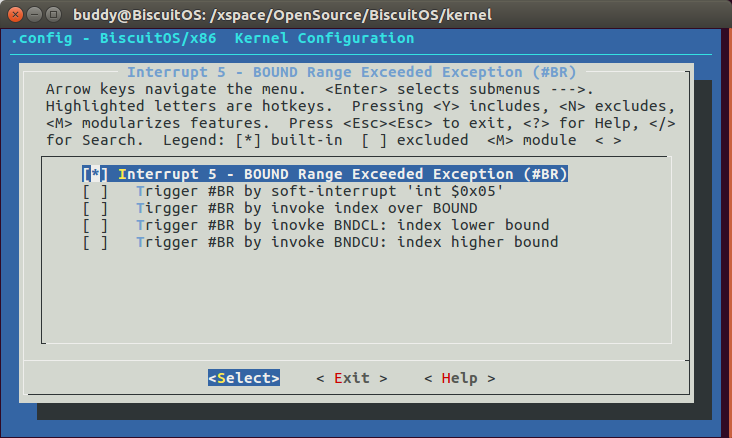 buddy@BiscuitOS: /xspace/OpenSource/BiscuitOS/kernel
.config - BiscuitOS/x86  Kernel Configuration
Interrupt 5 - BOUND Range Exceeded Exception (#BR)
Arrow keys navigate the menu.  <Enter> selects submenus --->.
Highlighted letters are hotkeys.  Pressing <Y> includes, <N> excludes,
<M> modularizes features.  Press <Esc><Esc> to exit, <?> for Help, </>
for Search.  Legend: [*] built-in  [ ] excluded  <M> module  < >
[*] Interrupt 5 - BOUND Range Exceeded Exception (#BR)
[ ]   Trigger #BR by soft-interrupt 'int $0x05'
[ ]   Tirgger #BR by invoke index over BOUND
[ ]   Trigger #BR by inovke BNDCL: index lower bound
[ ]   Trigger #BR by invoke BNDCU: index higher bound
<Select>    < Exit >    < Help >